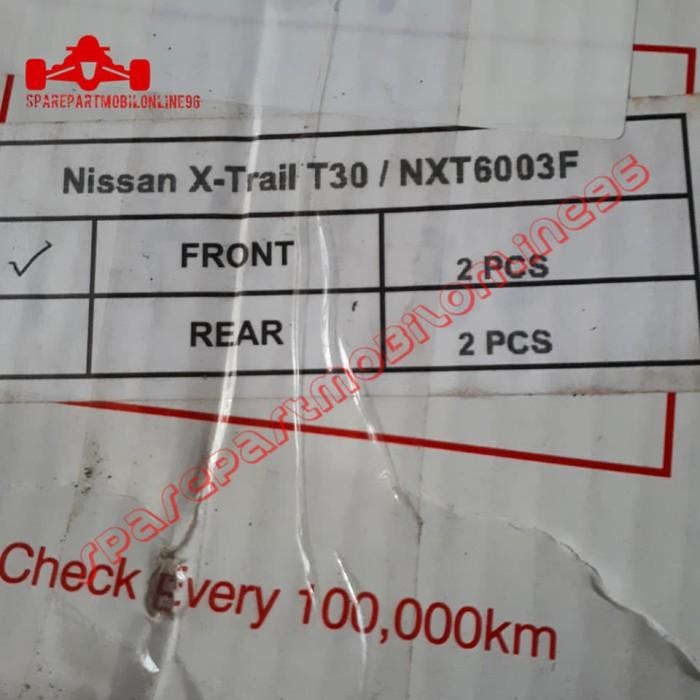 SPAREPARTMOBILONLINE96
Nissan X-Trail T30 / NXT6003F
FRONT 2 PCS
REAR 2 PCS
sparepartmobilonline96
Check Every 100,000km